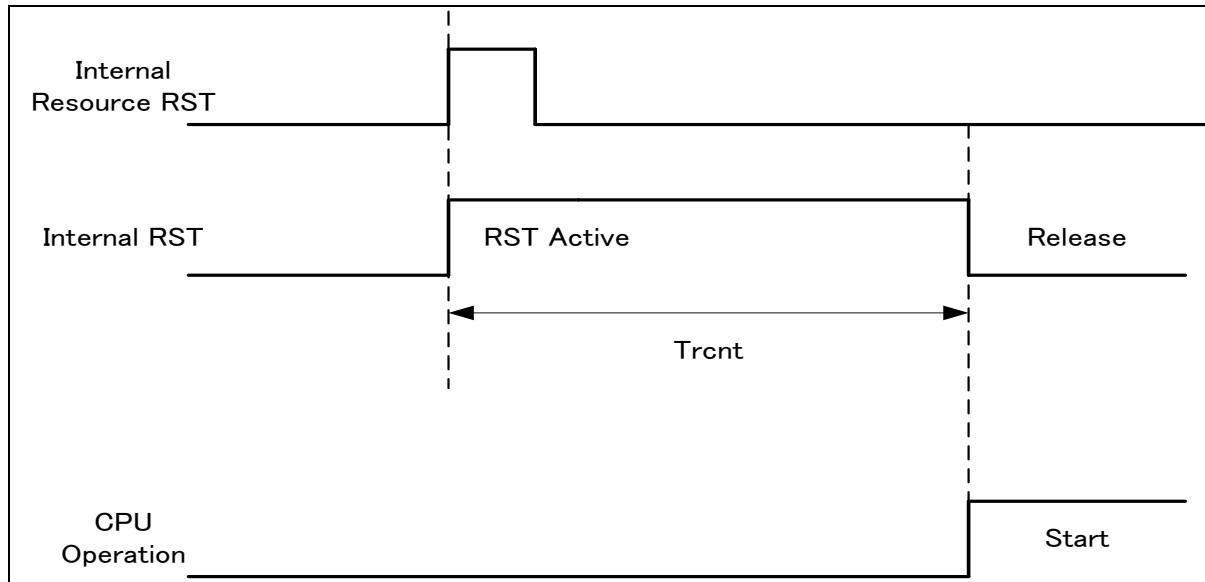 Internal
Resource RST
Internal RST
RST Active
Release
Trcnt
CPU
Operation
Start